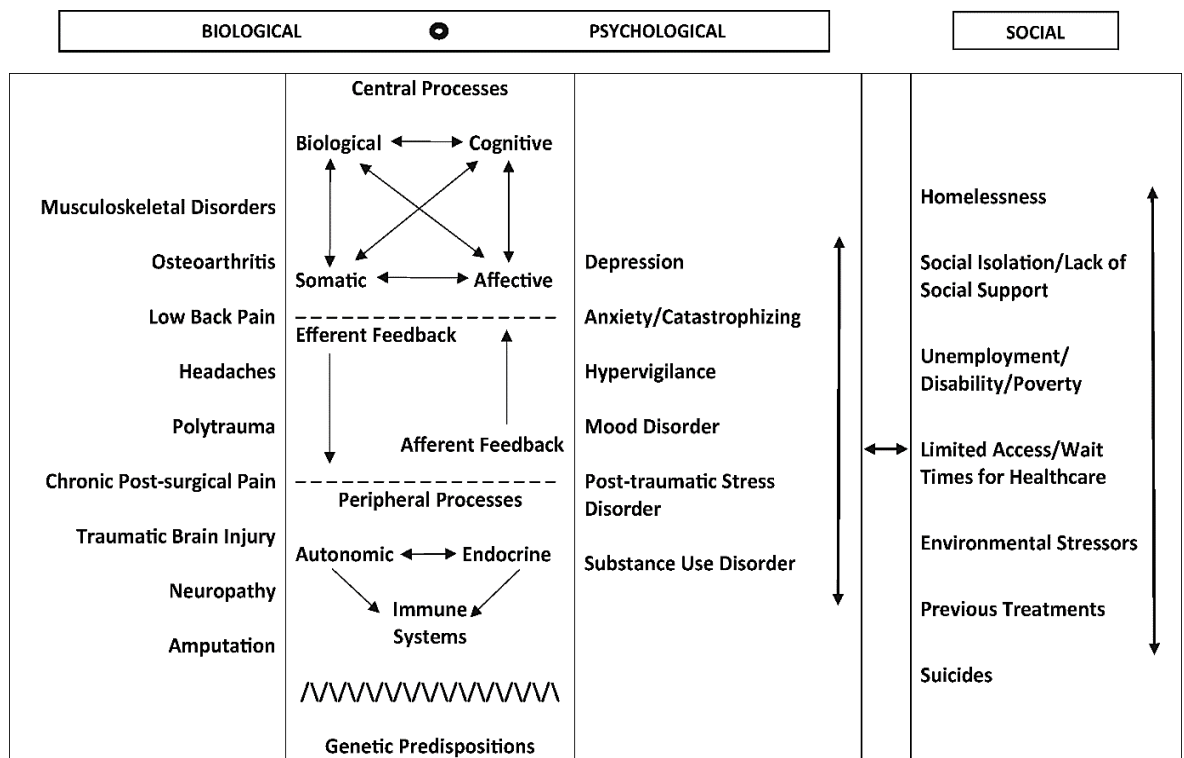 BIOLOGICAL
PSYCHOLOGICAL
SOCIAL
Musculoskeletal Disorders
Osteoarthritis
Low Back Pain
Headaches
Polytrauma
Chronic Post-surgical Pain
Traumatic Brain Injury
Neuropathy
Amputation
Central Processes
Biological
Cognitive
Somatic
Affective
Efferent Feedback
Afferent Feedback
Peripheral Processes
Autonomic
Endocrine
Immune
Systems
Genetic Predispositions
Depression
Anxiety/Catastrophizing
Hypervigilance
Mood Disorder
Post-traumatic Stress
Disorder
Substance Use Disorder
Homelessness
Social Isolation/Lack of
Social Support
Unemployment/
Disability/Poverty
Limited Access/Wait
Times for Healthcare
Environmental Stressors
Previous Treatments
Suicides